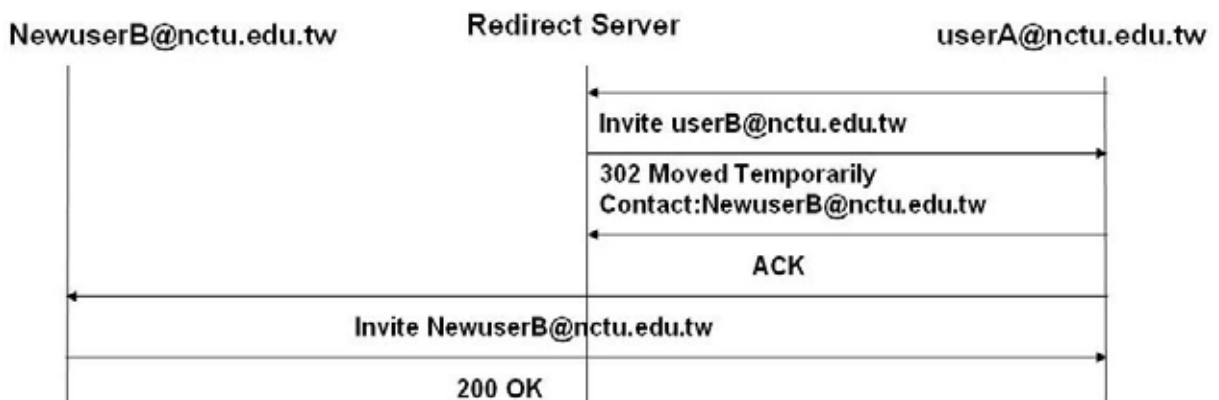 NewuserB@nctu.edu.tw
Redirect Server
userA@nctu.edu.tw
Invite userB@nctu.edu.tw
302 Moved Temporarily
Contact:NewuserB@nctu.edu.tw
ACK
Invite NewuserB@nctu.edu.tw
200 OK